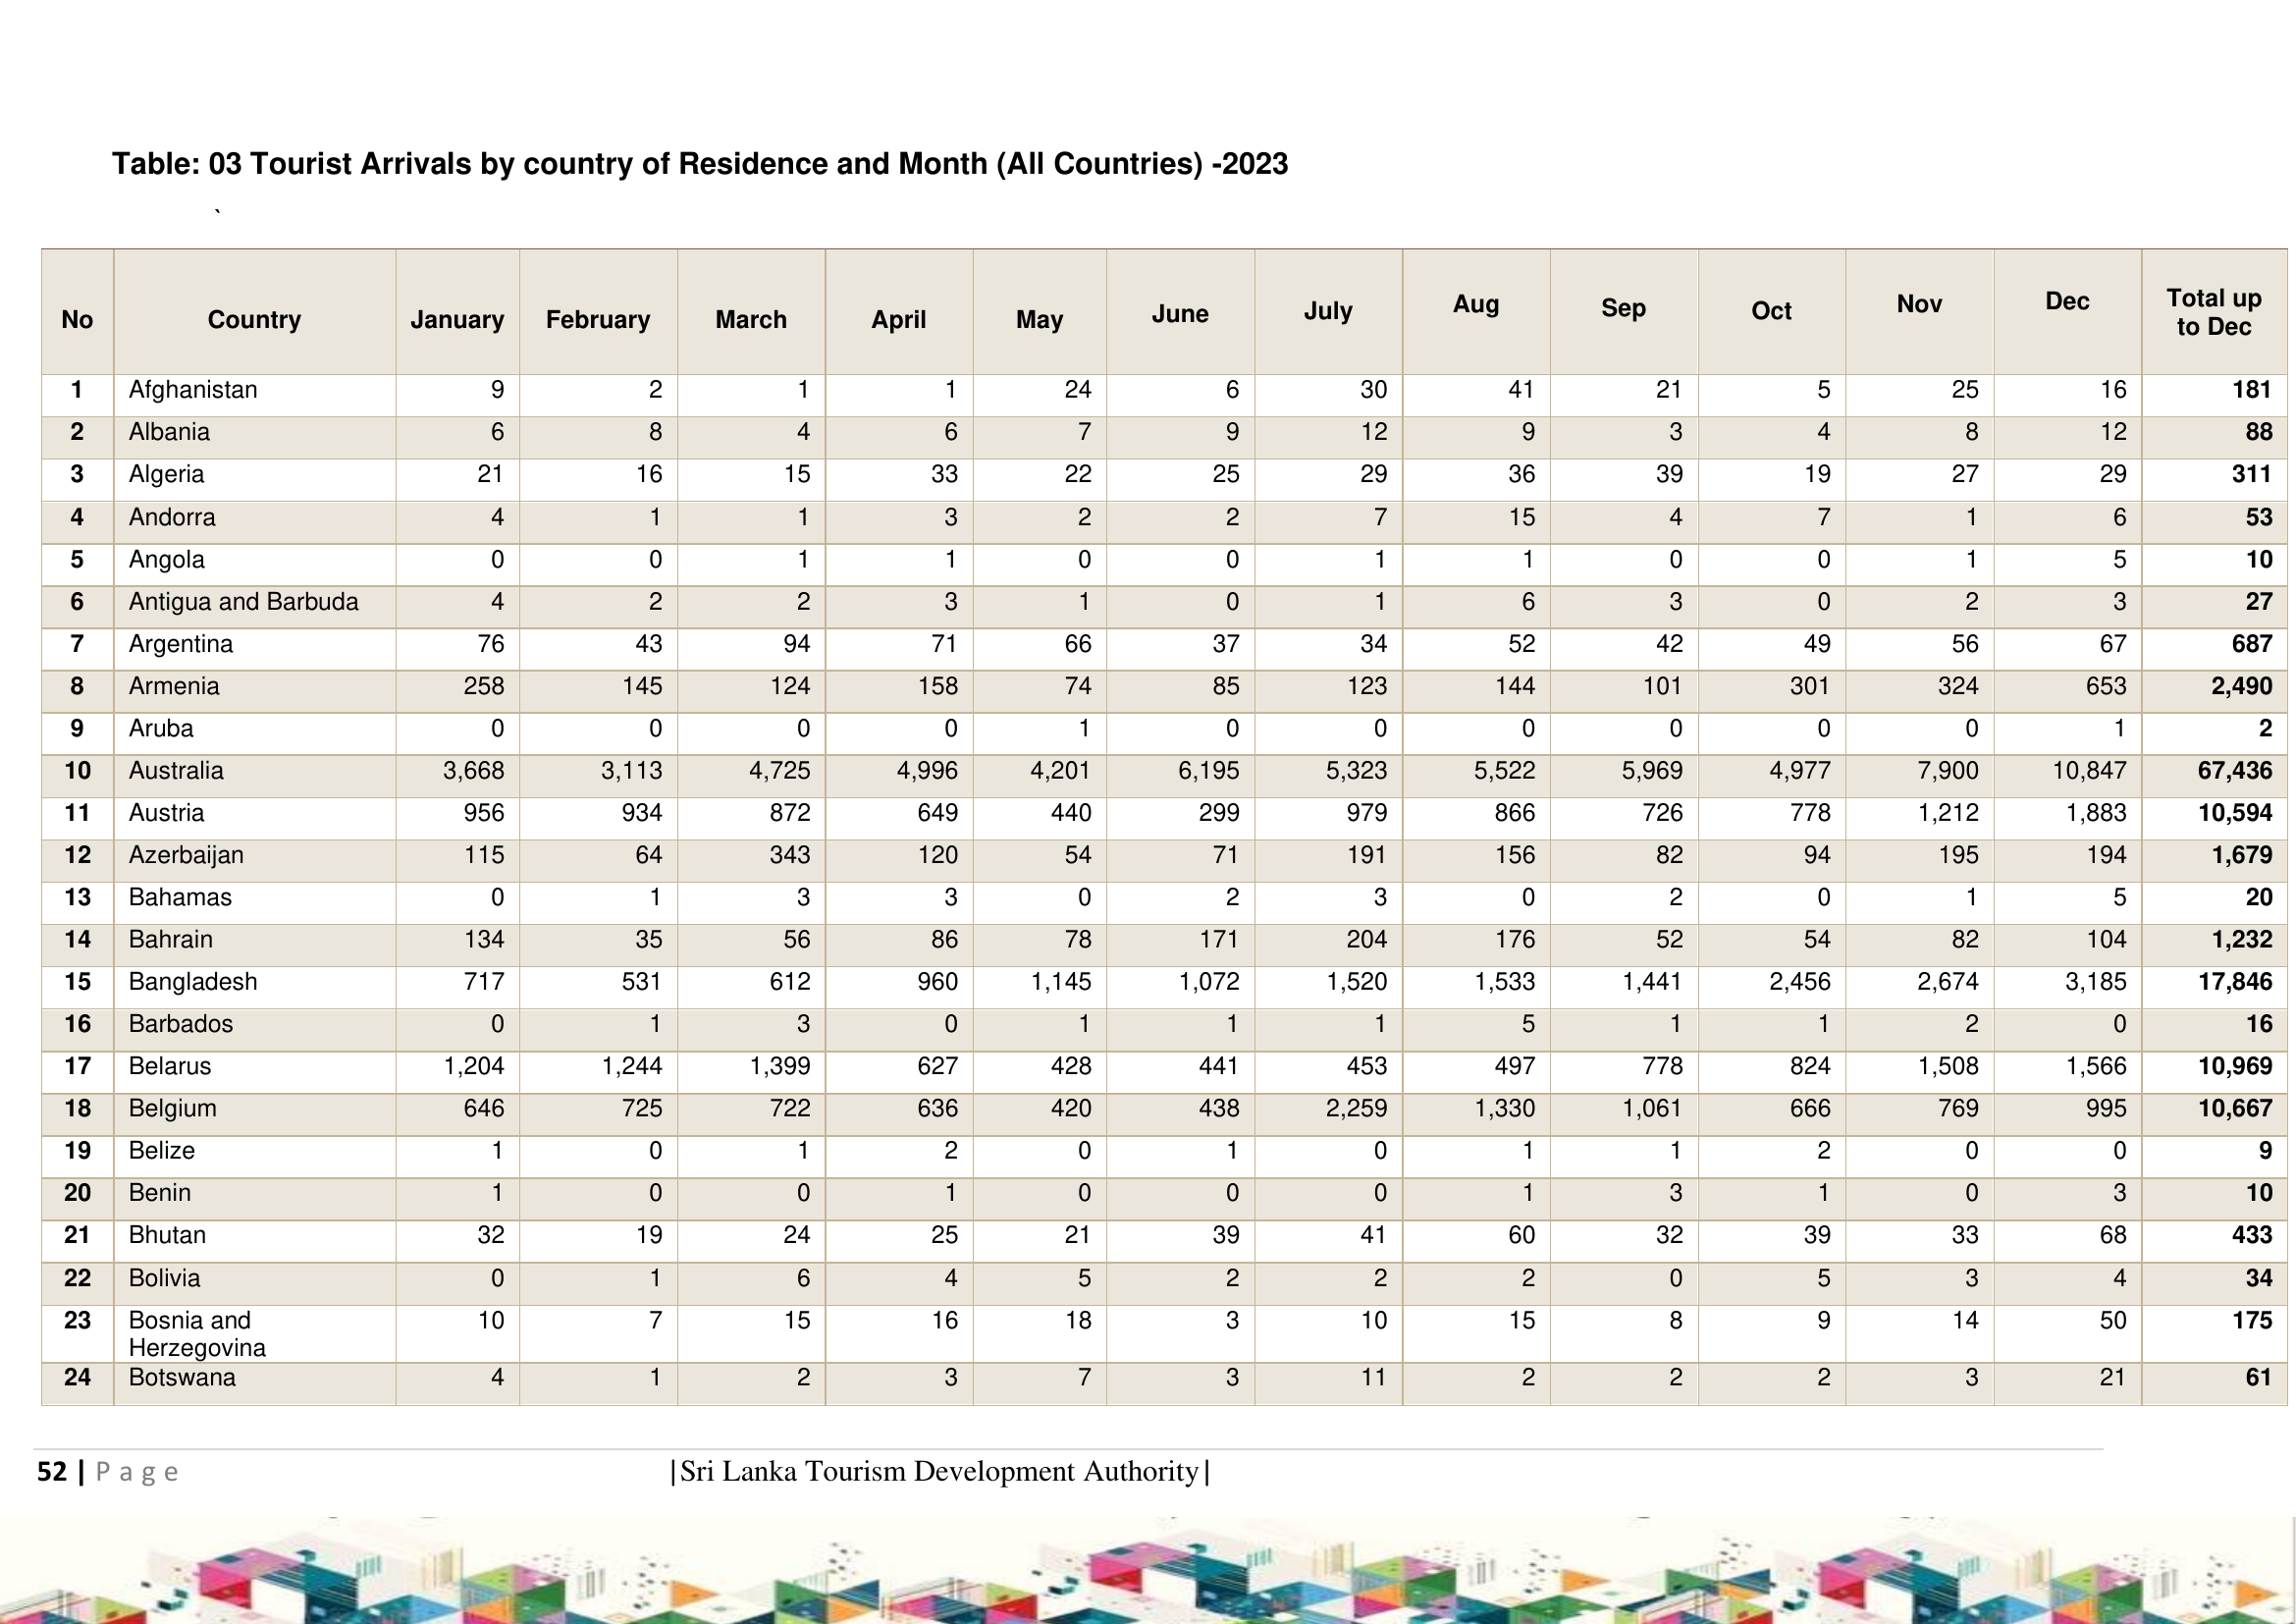 Table: 03 Tourist Arrivals by country of Residence and Month (All Countries) -2023
`
No Country January February March April May June July Aug Sep Oct Nov Dec Total up to Dec
1 Afghanistan 9 2 1 1 24 6 30 41 21 5 25 16 181
2 Albania 6 8 4 6 7 9 12 9 3 4 8 12 88
3 Algeria 21 16 15 33 22 25 29 36 39 19 27 29 311
4 Andorra 4 1 1 3 2 2 7 15 4 7 1 6 53
5 Angola 0 0 1 1 0 0 1 1 0 0 1 5 10
6 Antigua and Barbuda 4 2 2 3 1 0 1 6 3 0 2 3 27
7 Argentina 76 43 94 71 66 37 34 52 42 49 56 67 687
8 Armenia 258 145 124 158 74 85 123 144 101 301 324 653 2,490
9 Aruba 0 0 0 0 1 0 0 0 0 0 0 1 2
10 Australia 3,668 3,113 4,725 4,996 4,201 6,195 5,323 5,522 5,969 4,977 7,900 10,847 67,436
11 Austria 956 934 872 649 440 299 979 866 726 778 1,212 1,883 10,594
12 Azerbaijan 115 64 343 120 54 71 191 156 82 94 195 194 1,679
13 Bahamas 0 1 3 3 0 2 3 0 2 0 1 5 20
14 Bahrain 134 35 56 86 78 171 204 176 52 54 82 104 1,232
15 Bangladesh 717 531 612 960 1,145 1,072 1,520 1,533 1,441 2,456 2,674 3,185 17,846
16 Barbados 0 1 3 0 1 1 1 5 1 1 2 0 16
17 Belarus 1,204 1,244 1,399 627 428 441 453 497 778 824 1,508 1,566 10,969
18 Belgium 646 725 722 636 420 438 2,259 1,330 1,061 666 769 995 10,667
19 Belize 1 0 1 2 0 1 0 1 1 2 0 0 9
20 Benin 1 0 0 1 0 0 0 1 3 1 0 3 10
21 Bhutan 32 19 24 25 21 39 41 60 32 39 33 68 433
22 Bolivia 0 1 6 4 5 2 2 2 0 5 3 4 34
23 Bosnia and Herzegovina 10 7 15 16 18 3 10 15 8 9 14 50 175
24 Botswana 4 1 2 3 7 3 11 2 2 2 3 21 61
52 | Page |Sri Lanka Tourism Development Authority|